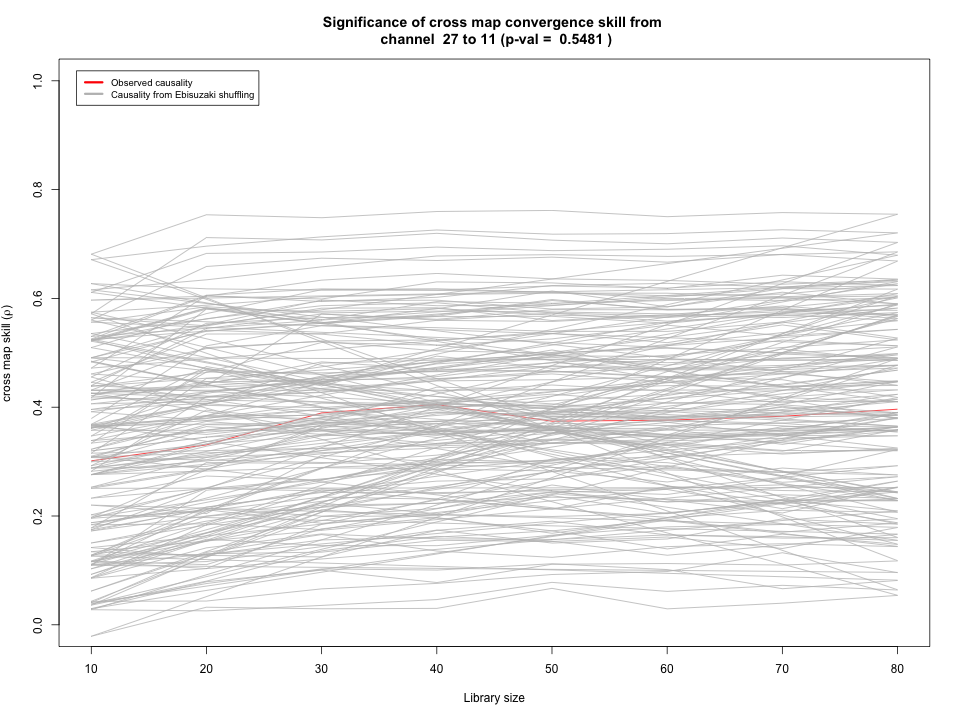 Significance of cross map convergence skill from
channel  27 to 11 (p-val =  0.5481 )
Observed causality
Causality from Ebisuzaki shuffling
cross map skill (ρ)
1.0
0.8
0.6
0.4
0.2
0.0
10 20 30 40 50 60 70 80
Library size